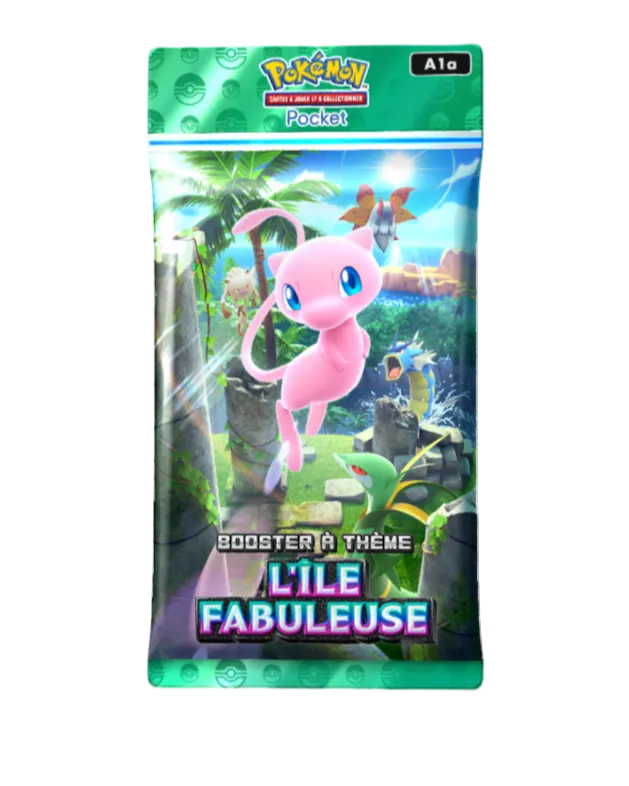 A1a
POKéMON
CARTES À JOUER ET À COLLECTIONNER
Pocket
BOOSTER À THÈME
L'ÎLE
FABULEUSE